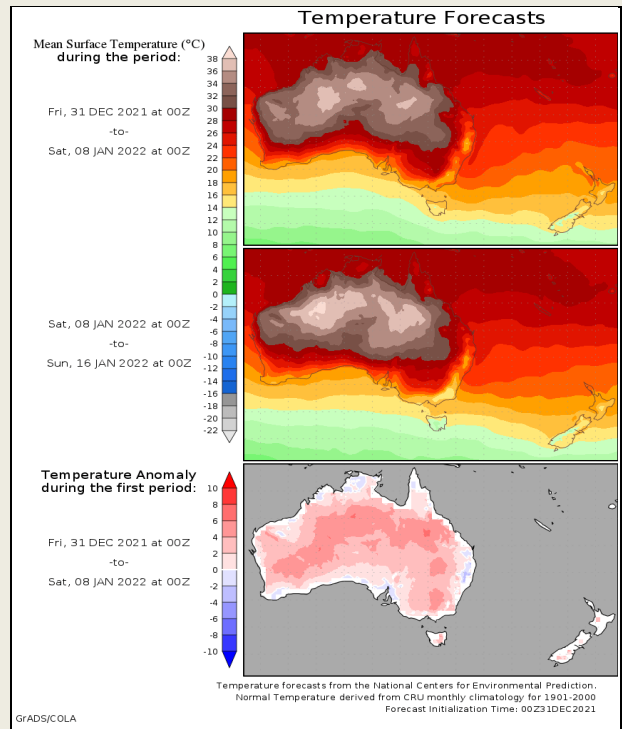 Temperature Forecasts
Mean Surface Temperature (°C)
during the period:
38
36
34
32
30
28
26
24
22
20
18
16
14
12
10
8
6
4
2
0
-2
-4
-6
-8
-10
-12
-14
-16
-18
-20
-22
Fri, 31 DEC 2021 at 00Z
-to-
Sat, 08 JAN 2022 at 00Z
Sat, 08 JAN 2022 at 00Z
-to-
Sun, 16 JAN 2022 at 00Z
Temperature Anomaly
during the first period:
10
8
6
4
2
0
-2
-4
-6
-8
-10
Fri, 31 DEC 2021 at 00Z
-to-
Sat, 08 JAN 2022 at 00Z
Temperature forecasts from the National Centers for Environmental Prediction.
Normal Temperature derived from CRU monthly climatology for 1901-2000
Forecast Initialization Time: 00Z31DEC2021
GrADS/COLA